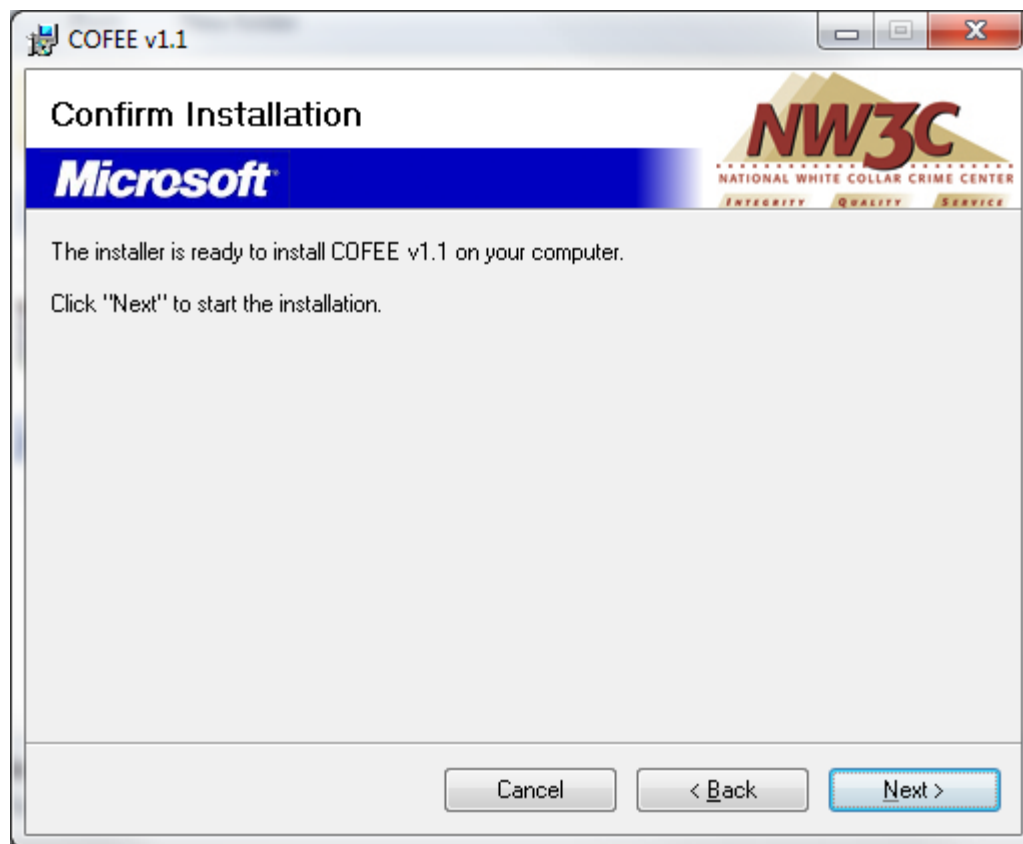 COFEE v1.1
Confirm Installation
NW3C
Microsoft
NATIONAL WHITE COLLAR CRIME CENTER
INTEGRITY QUALITY SERVICE
The installer is ready to install COFEE v1.1 on your computer.
Click "Next" to start the installation.
Cancel
< Back
Next >